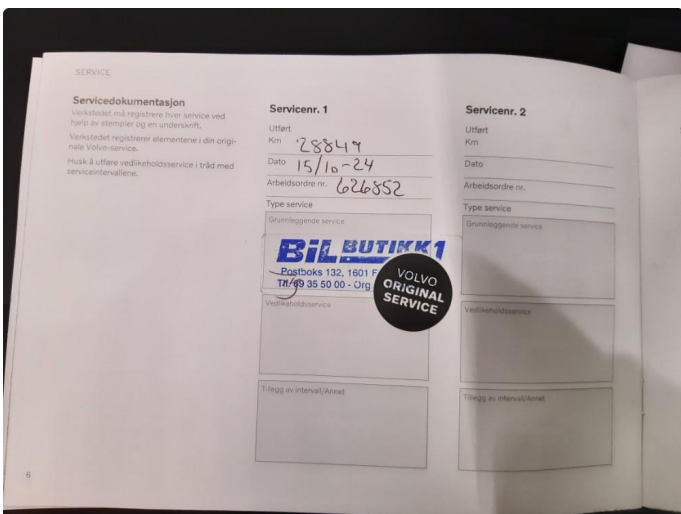 SERVICE
Servicedokumentasjon
Verkstedet må registrere hver service ved
hjelp av stempler og en underskrift.
Verkstedet registrerer elementene i din origi-
nale Volvo-service.
Husk å utføre vedlikeholdsservice i tråd med
serviceintervallene.
Servicenr. 1
Utført
Km 28849
Dato 15/10-24
Arbeidsordre nr. 626852
Type service
Grunnleggende service
BiL BUTIKK1
Postboks 132, 1601 F
Tlf. 69 35 50 00 - Org
VOLVO
ORIGINAL
SERVICE
Vedlikeholdsservice
Tillegg av intervall/Annet
Servicenr. 2
Utført
Km
Dato
Arbeidsordre nr.
Type service
Grunnleggende service
Vedlikeholdsservice
Tillegg av intervall/Annet
6